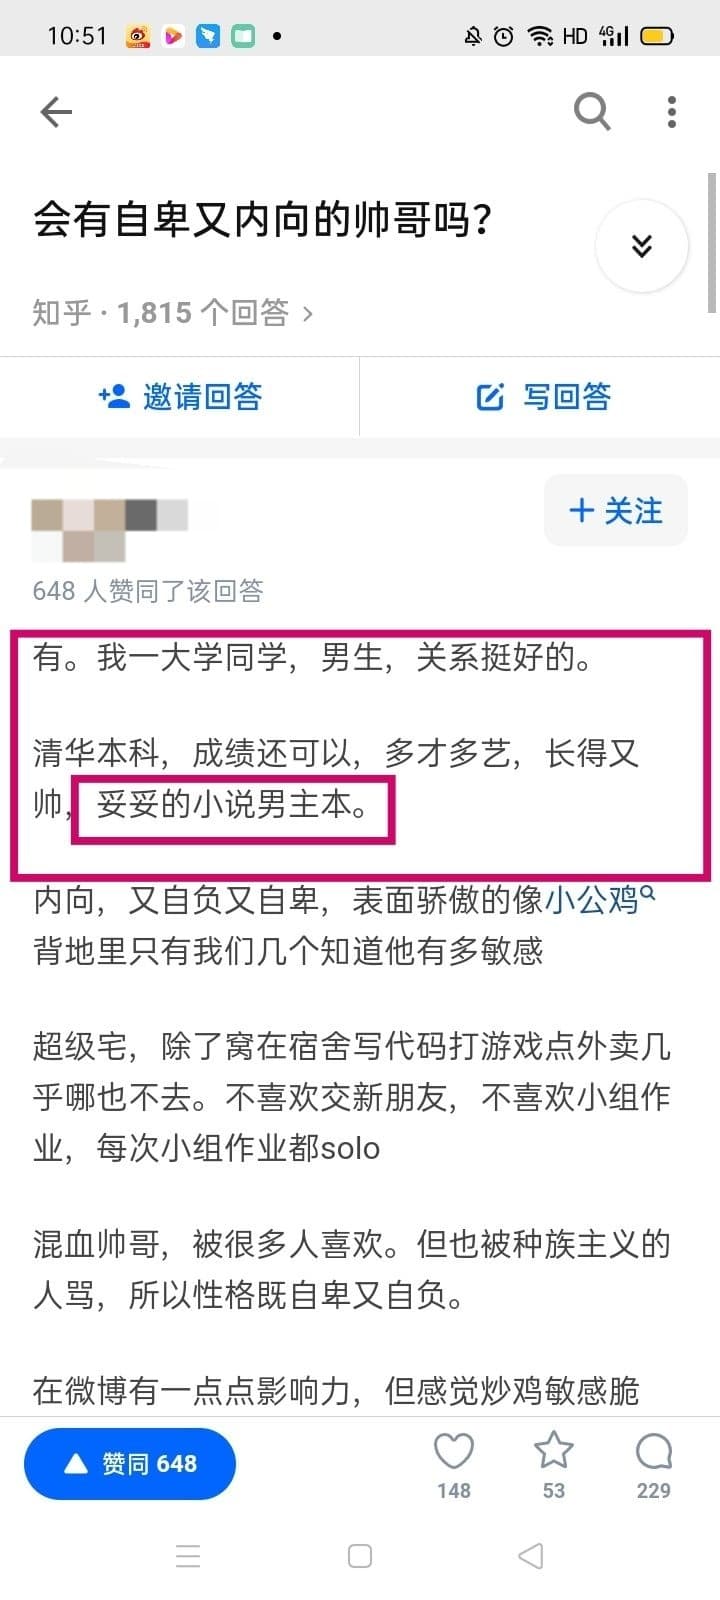 10:51 HD 4G
会有自卑又内向的帅哥吗?
知乎 · 1,815 个回答 >
邀请回答 写回答
+ 关注
648 人赞同了该回答
有。我一大学同学，男生，关系挺好的。
清华本科，成绩还可以，多才多艺，长得又
帅，妥妥的小说男主本。
内向，又自负又自卑，表面骄傲的像小公鸡
背地里只有我们几个知道他有多敏感
超级宅，除了窝在宿舍写代码打游戏点外卖几
乎哪也不去。不喜欢交新朋友，不喜欢小组作
业，每次小组作业都solo
混血帅哥，被很多人喜欢。但也被种族主义的
人骂，所以性格既自卑又自负。
在微博有一点点影响力，但感觉炒鸡敏感脆
赞同 648 148 53 229